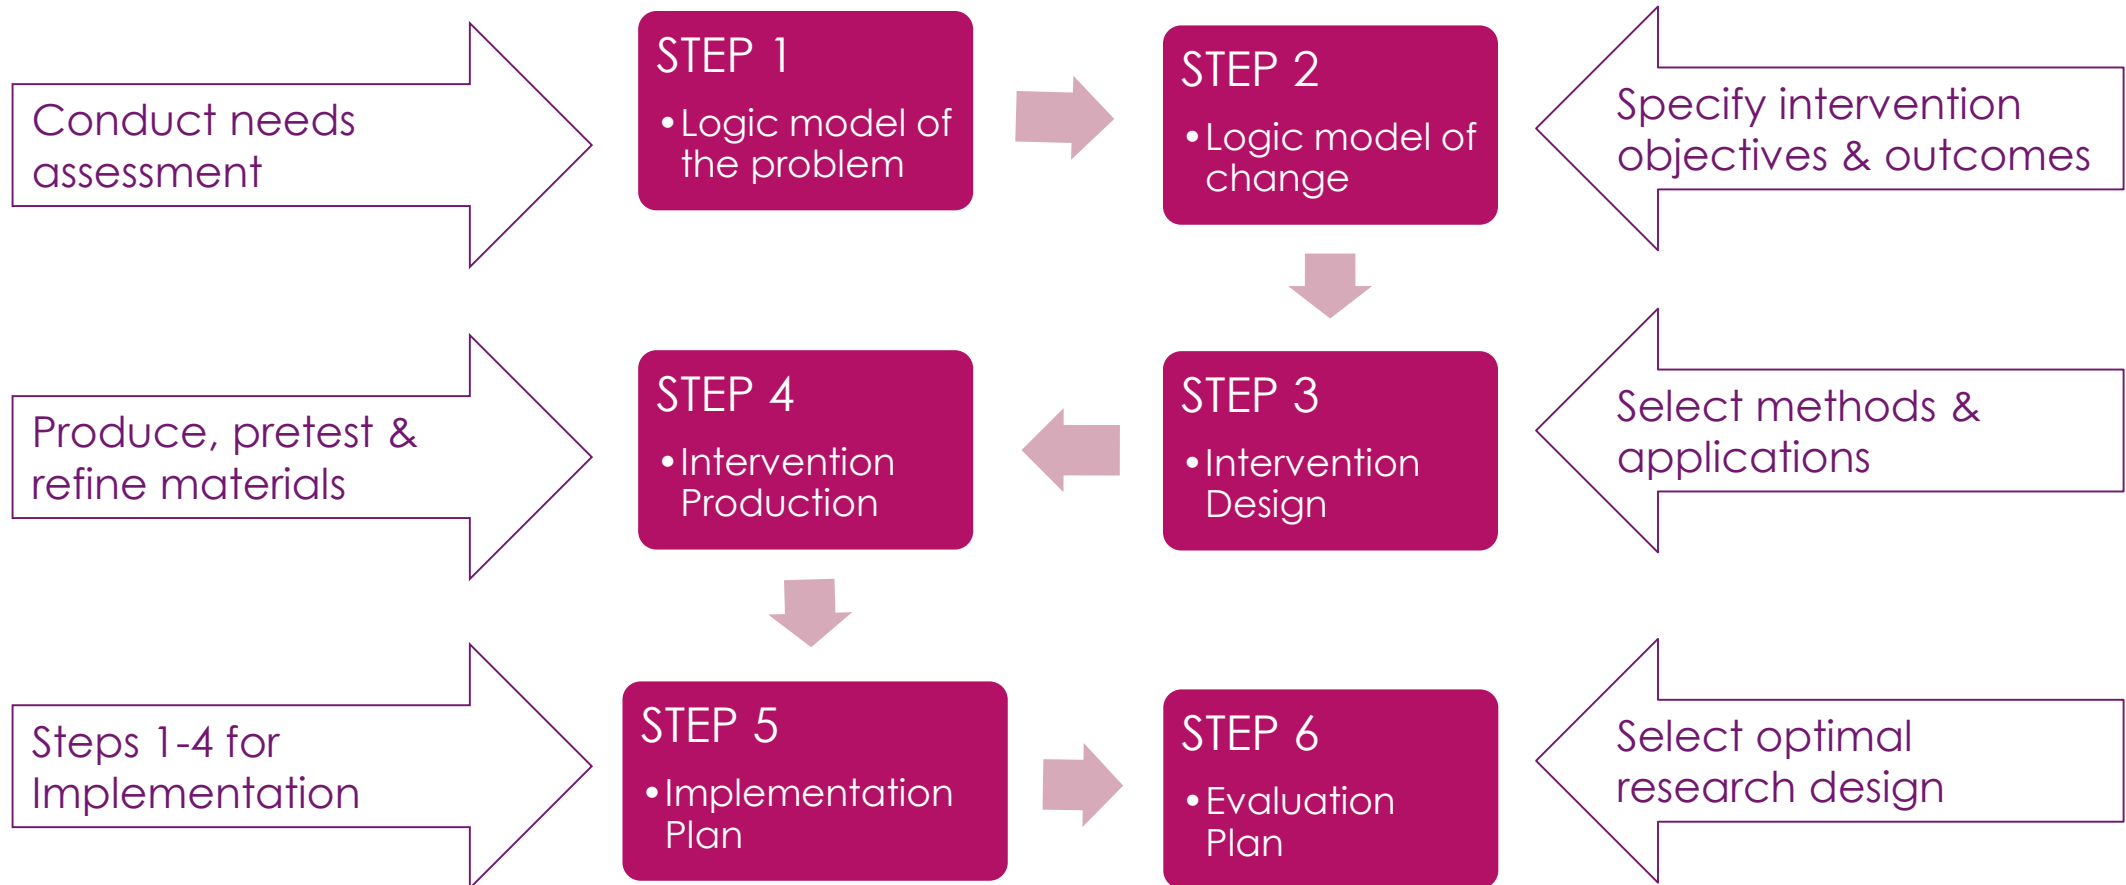 Conduct needs
assessment
STEP 1
•Logic model of
the problem
STEP 2
•Logic model of
change
Specify intervention
objectives & outcomes
Produce, pretest &
refine materials
STEP 4
•Intervention
Production
STEP 3
•Intervention
Design
Select methods &
applications
Steps 1-4 for
Implementation
STEP 5
•Implementation
Plan
STEP 6
•Evaluation
Plan
Select optimal
research design